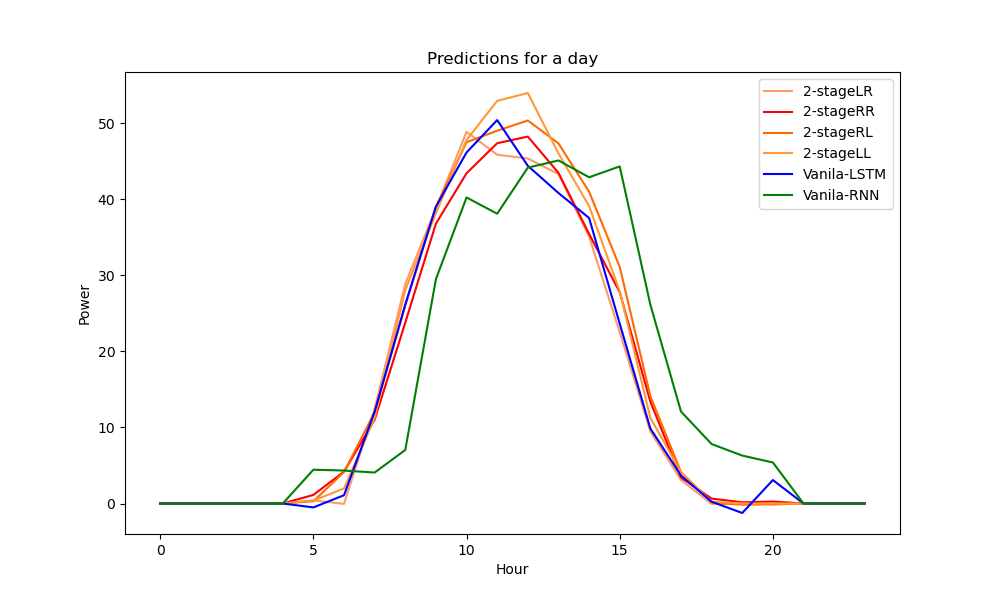 Predictions for a day
2-stageLR
2-stageRR
2-stageRL
2-stageLL
Vanila-LSTM
Vanila-RNN
50
40
30
20
10
0
Power
0 5 10 15 20
Hour